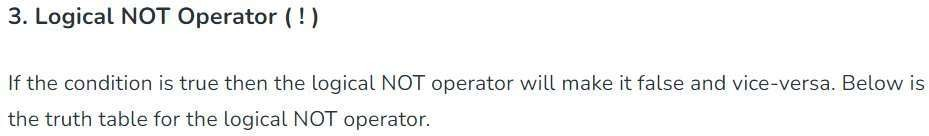 3. Logical NOT Operator ( ! )
If the condition is true then the logical NOT operator will make it false and vice-versa. Below is
the truth table for the logical NOT operator.